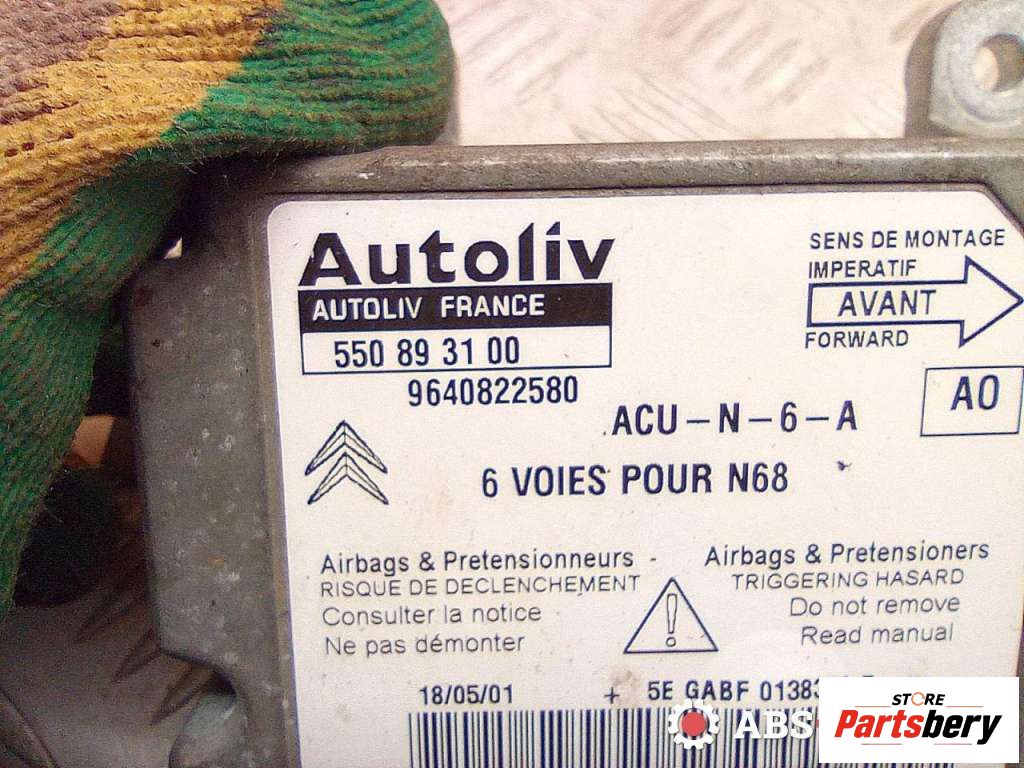 Autoliv
AUTOLIV FRANCE
550 89 31 00
9640822580
SENS DE MONTAGE
IMPERATIF
AVANT
FORWARD
A0
ACU-N-6-A
6 VOIES POUR N68
Airbags & Pretensionneurs -
RISQUE DE DECLENCHEMENT
Consulter la notice
Ne pas démonter
Airbags & Pretensioners
TRIGGERING HASARD
Do not remove
Read manual
18/05/01 + 5E GABF
ABS
STORE
Partsbery